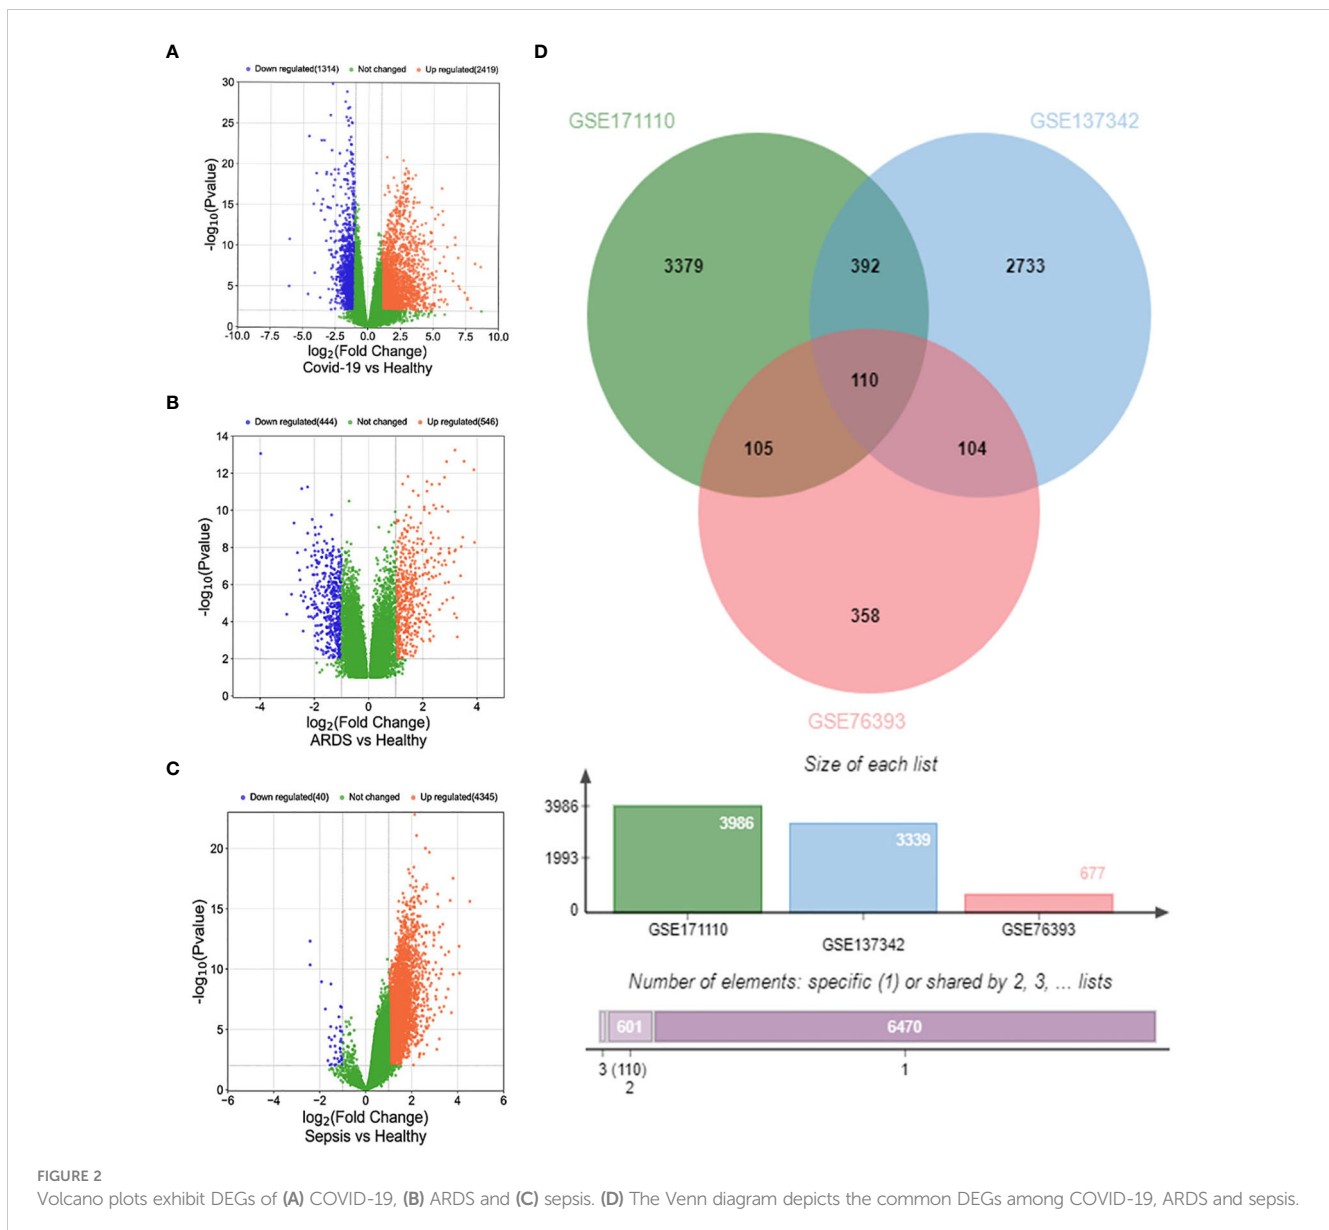 A
Down regulated(1314) Not changed Up regulated(2419)
30
25
20
15
10
5
0
-log10(Pvalue)
-10.0 -7.5 -5.0 -2.5 0.0 2.5 5.0 7.5 10.0
log2(Fold Change)
Covid-19 vs Healthy
B
Down regulated(444) Not changed Up regulated(546)
14
12
10
8
6
4
2
0
-log10(Pvalue)
-4 -2 0 2 4
log2(Fold Change)
ARDS vs Healthy
C
Down regulated(40) Not changed Up regulated(4345)
20
15
10
5
0
-log10(Pvalue)
-6 -4 -2 0 2 4 6
log2(Fold Change)
Sepsis vs Healthy
D
GSE171110
GSE137342
3379 392 2733
110
105 104
358
GSE76393
Size of each list
3986
1993
0
3986
3339
677
GSE171110
GSE137342
GSE76393
Number of elements: specific (1) or shared by 2, 3, ... lists
601 6470
3 (110)
2
1
FIGURE 2
Volcano plots exhibit DEGs of (A) COVID-19, (B) ARDS and (C) sepsis. (D) The Venn diagram depicts the common DEGs among COVID-19, ARDS and sepsis.